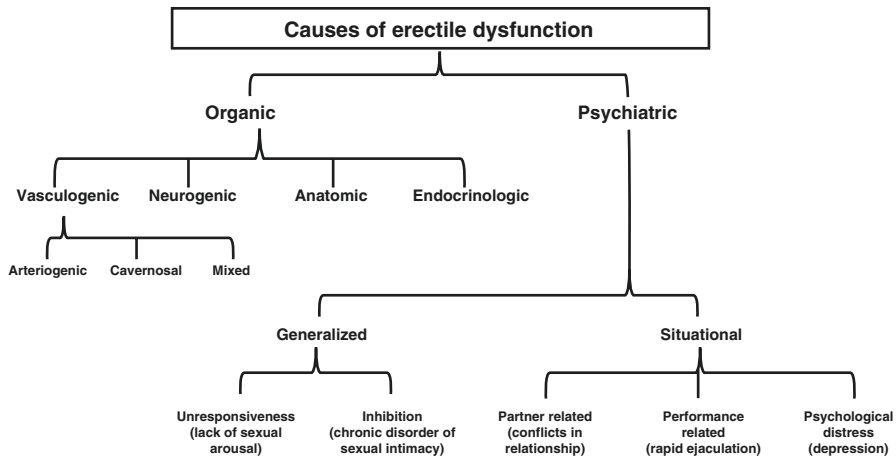 Causes of erectile dysfunction
Organic
Psychiatric
Vasculogenic
Neurogenic
Anatomic
Endocrinologic
Arteriogenic
Cavernosal
Mixed
Generalized
Situational
Unresponsiveness
(lack of sexual
arousal)
Inhibition
(chronic disorder of
sexual intimacy)
Partner related
(conflicts in
relationship)
Performance
related
(rapid ejaculation)
Psychological
distress
(depression)